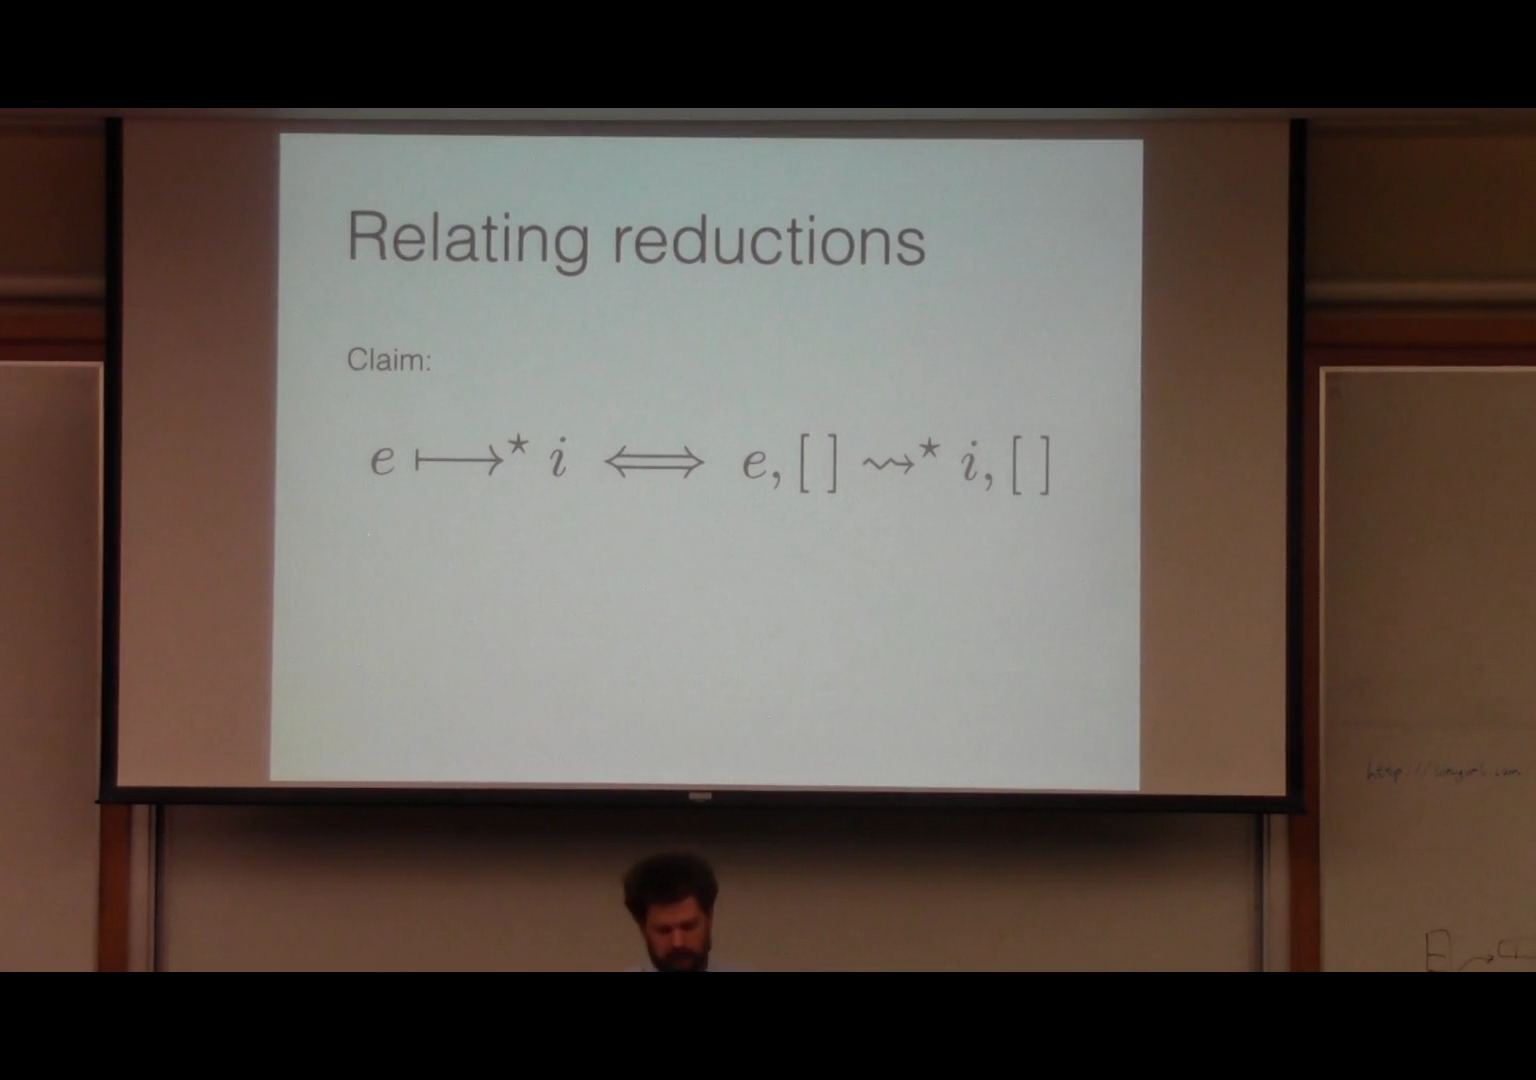 Relating reductions
Claim:
e ⟼* i ⟺ e, [ ] ⇝* i, [ ]